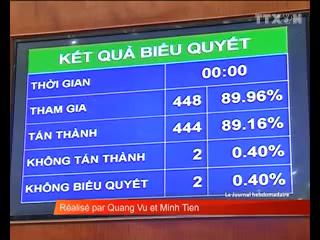 TTXVN
KẾT QUẢ BIỂU QUYẾT
THỜI GIAN 00:00
THAM GIA 448 89.96%
TÁN THÀNH 444 89.16%
KHÔNG TÁN THÀNH 2 0.40%
KHÔNG BIỂU QUYẾT 2 0.40%
Le Journal hebdomadaire
Réalisé par Quang Vu et Minh Tien